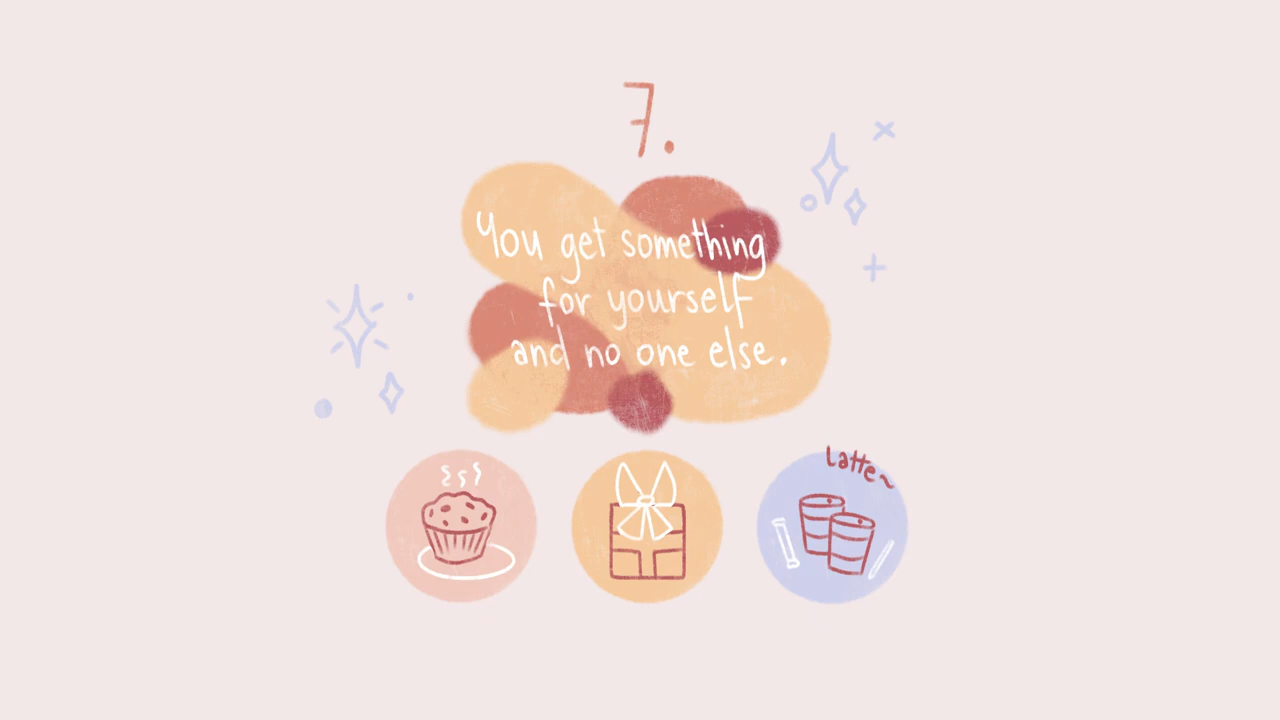 7.
You get something
for yourself
and no one else.
Latte~